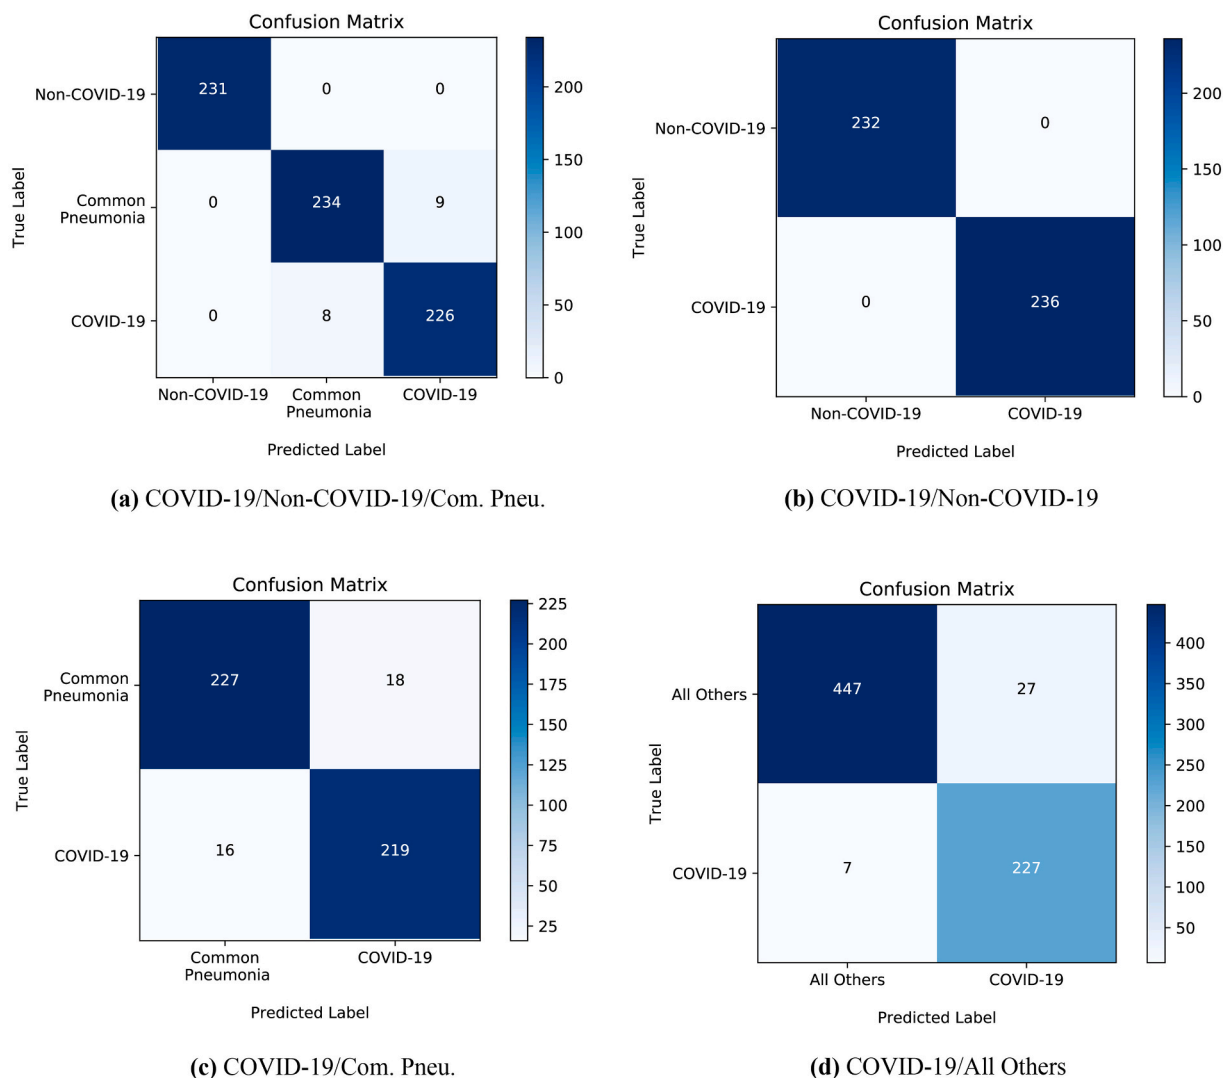 Confusion Matrix
Non-COVID-19
Common
Pneumonia
COVID-19
True Label
231 0 0
0 234 9
0 8 226
Non-COVID-19 Common COVID-19
Pneumonia
Predicted Label
200
150
100
50
0
(a) COVID-19/Non-COVID-19/Com. Pneu.
Confusion Matrix
Non-COVID-19
COVID-19
True Label
232 0
0 236
Non-COVID-19 COVID-19
Predicted Label
200
150
100
50
0
(b) COVID-19/Non-COVID-19
Confusion Matrix
Common
Pneumonia
COVID-19
True Label
227 18
16 219
Common COVID-19
Pneumonia
Predicted Label
225
200
175
150
125
100
75
50
25
(c) COVID-19/Com. Pneu.
Confusion Matrix
All Others
COVID-19
True Label
447 27
7 227
All Others COVID-19
Predicted Label
400
350
300
250
200
150
100
50
(d) COVID-19/All Others